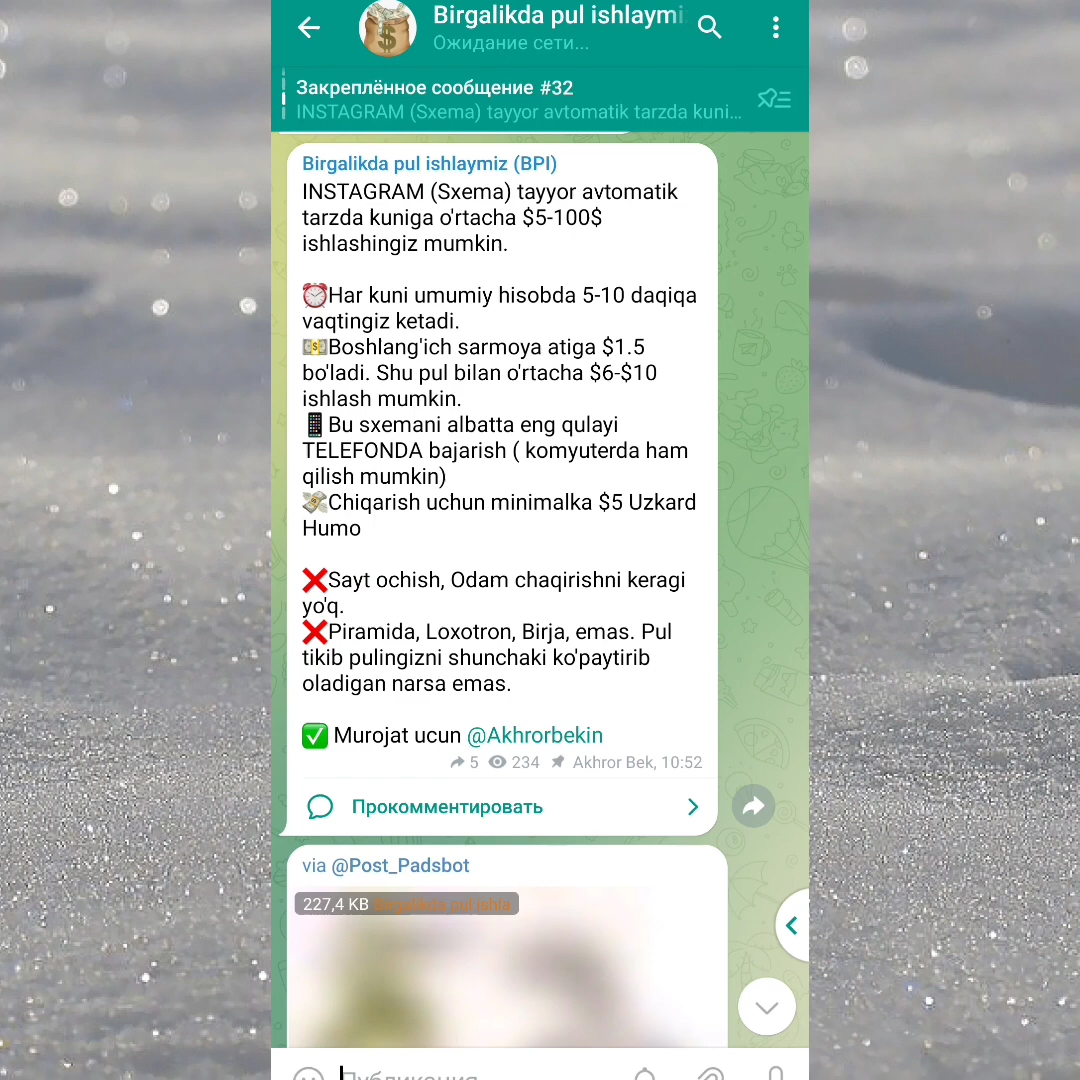 Birgalikda pul ishlaymi
Ожидание сети...
Закреплённое сообщение #32
INSTAGRAM (Sxema) tayyor avtomatik tarzda kuni...
Birgalikda pul ishlaymiz (BPI)
INSTAGRAM (Sxema) tayyor avtomatik
tarzda kuniga o'rtacha $5-100$
ishlashingiz mumkin.
⏰Har kuni umumiy hisobda 5-10 daqiqa
vaqtingiz ketadi.
💵Boshlang'ich sarmoya atiga $1.5
bo'ladi. Shu pul bilan o'rtacha $6-$10
ishlash mumkin.
📱Bu sxemani albatta eng qulayi
TELEFONDA bajarish ( komyuterda ham
qilish mumkin)
💸Chiqarish uchun minimalka $5 Uzkard
Humo
❌Sayt ochish, Odam chaqirishni keragi
yo'q.
❌Piramida, Loxotron, Birja, emas. Pul
tikib pulingizni shunchaki ko'paytirib
oladigan narsa emas.
✅ Murojat ucun @Akhrorbekin
5 234 Akhror Bek, 10:52
Прокомментировать
via @Post_Padsbot
227,4 KB Birgalikda pul ishla
Публикация